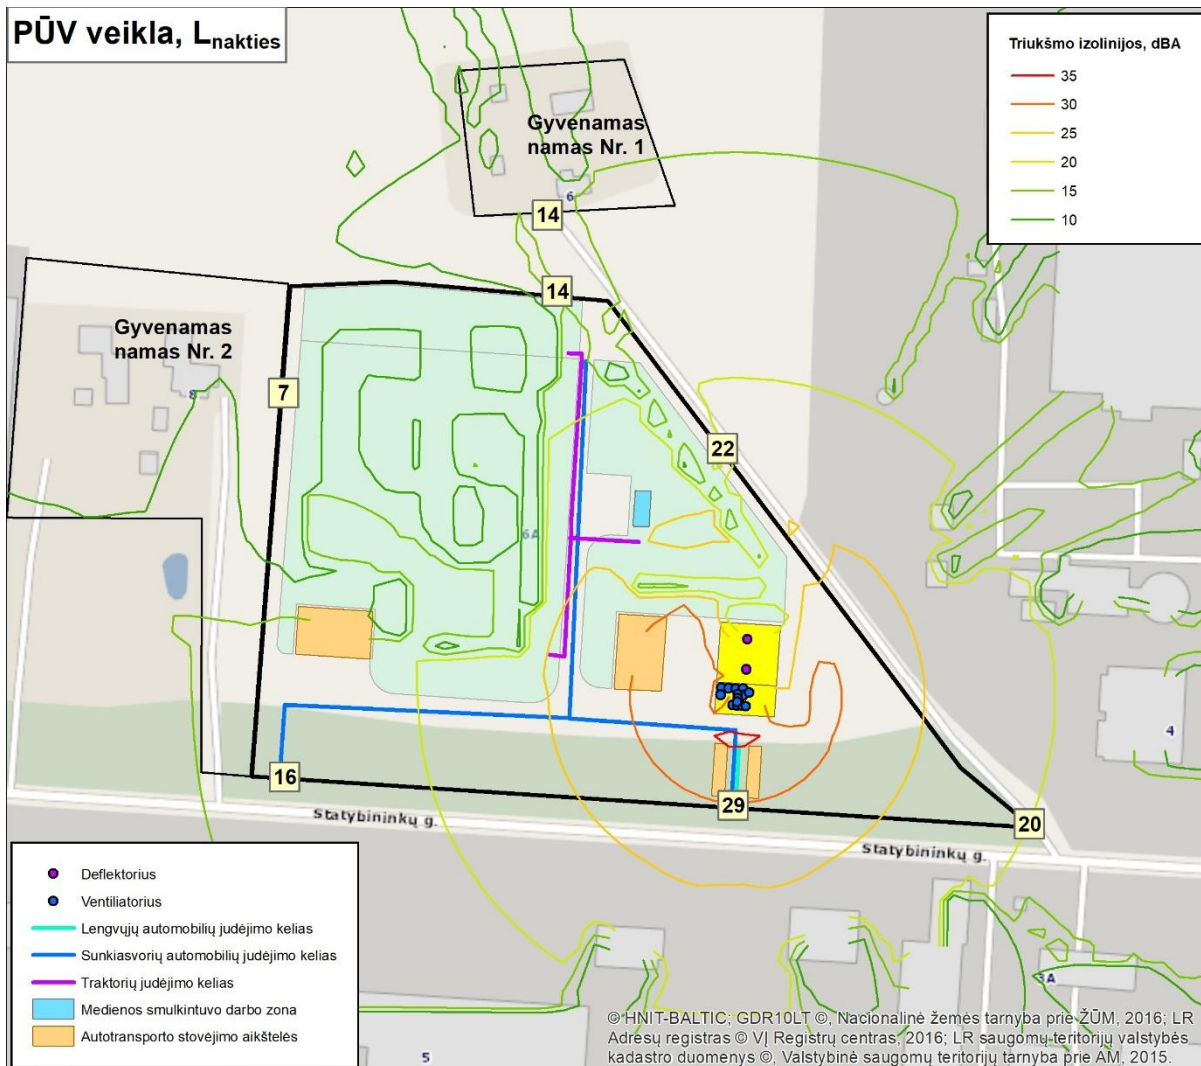 PŪV veikla, Lnakties
Triukšmo izolinijos, dBA
35
30
25
20
15
10
Gyvenamas
namas Nr. 1
6
14
14
Gyvenamas
namas Nr. 2
8
7
22
6A
4
16
29
20
Statybininkų g.
Statybininkų g.
Deflektorius
Ventiliatorius
Lengvųjų automobilių judėjimo kelias
Sunkiasvorių automobilių judėjimo kelias
Traktorių judėjimo kelias
Medienos smulkintuvo darbo zona
Autotransporto stovėjimo aikštelės
3A
5
© HNIT-BALTIC; GDR10LT ©, Nacionalinė žemės tarnyba prie ŽŪM, 2016; LR
Adresų registras © VĮ Registrų centras, 2016; LR saugomų teritorijų valstybės
kadastro duomenys ©, Valstybinė saugomų teritorijų tarnyba prie AM, 2015.